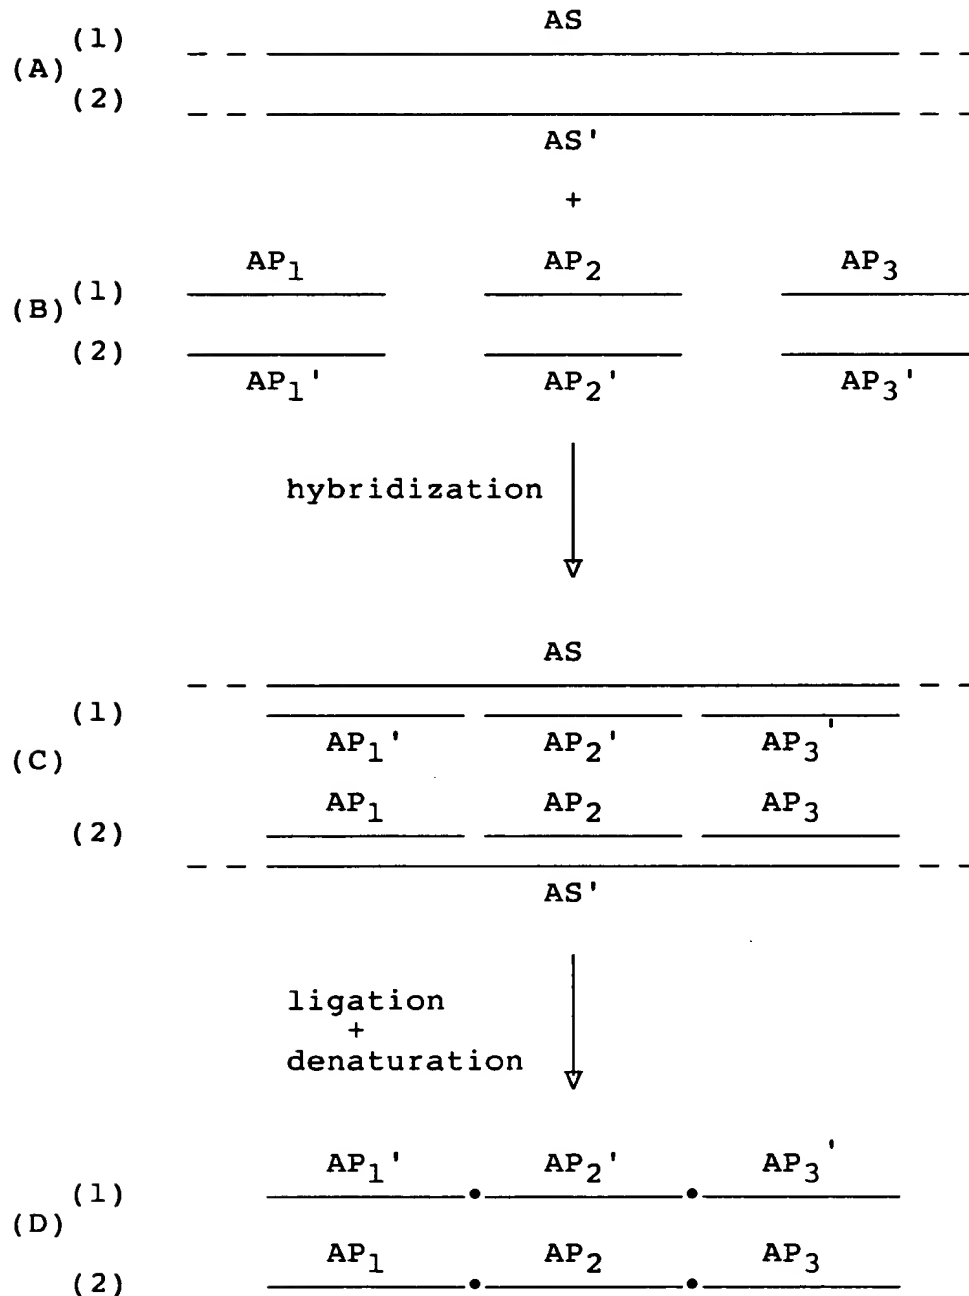 AS
(1)
(A)
(2)
AS'
+
AP₁ AP₂ AP₃
(1)
(B)
(2)
AP₁' AP₂' AP₃'
hybridization
AS
(1)
AP₁' AP₂' AP₃'
(C)
AP₁ AP₂ AP₃
(2)
AS'
ligation
+
denaturation
AP₁' AP₂' AP₃'
(1)
(D)
AP₁ AP₂ AP₃
(2)